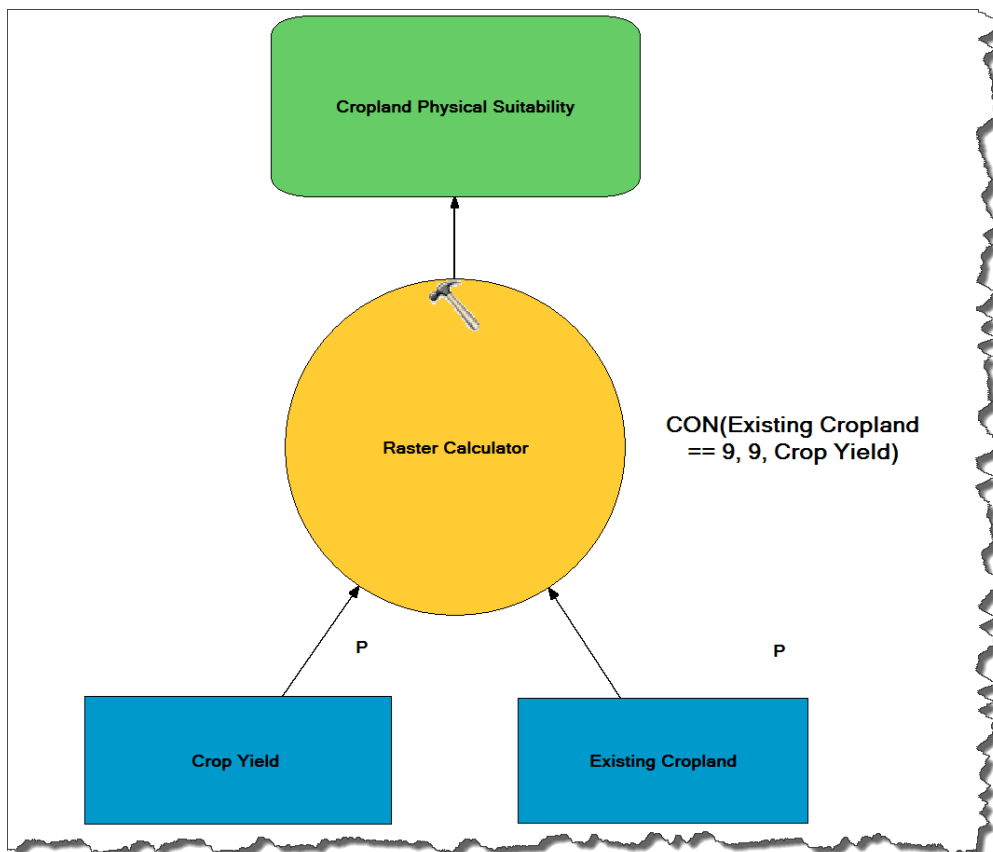 Cropland Physical Suitability
Raster Calculator
CON(Existing Cropland
== 9, 9, Crop Yield)
P
P
Crop Yield
Existing Cropland